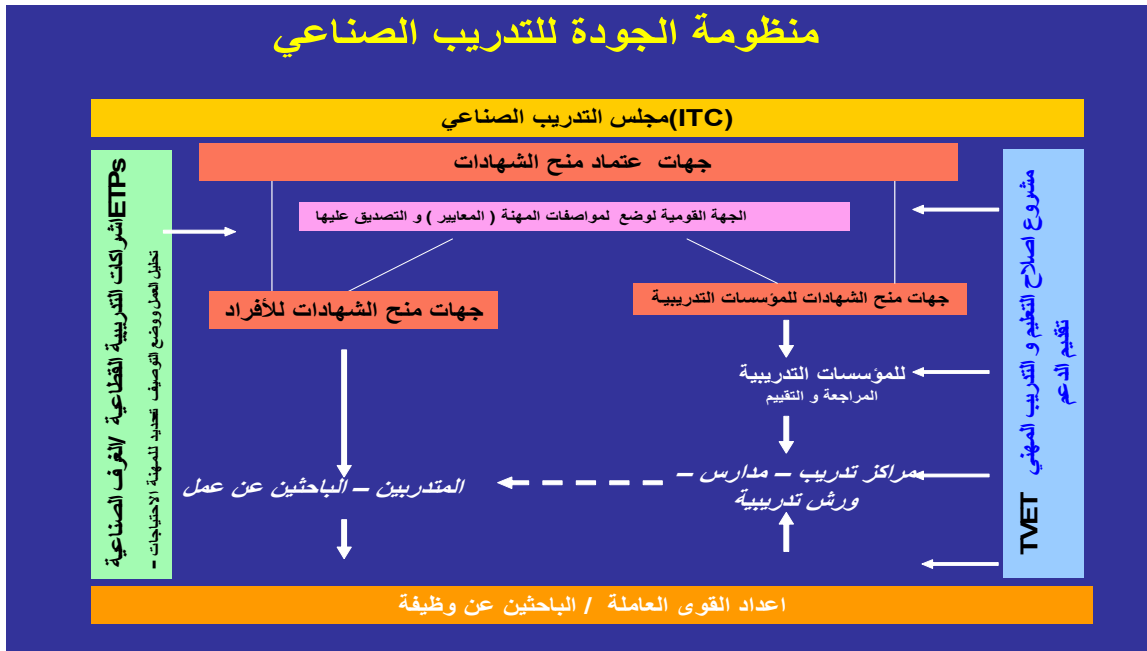 منظومة الجودة للتدريب الصناعي
مجلس التدريب الصناعي(ITC)
جهات عتماد منح الشهادات
الجهة القومية لوضع لمواصفات المهنة ( المعايير ) و التصديق عليها
جهات منح الشهادات للمؤسسات التدريبية
جهات منح الشهادات للأفراد
للمؤسسات التدريبية
المراجعة و التقييم
مراكز تدريب – مدارس –
ورش تدريبية
المتدربين – الباحثين عن عمل
اعداد القوى العاملة / الباحثين عن وظيفة
مشروع اصلاح التعليم و التدريب المهني TVET
تقديم الدعم
ETPsاشراكات التدريبية القطاعية /الغرف الصناعية
تحليل العمل ووضع التوصيف تحديد للمهنة الاحتياجات –